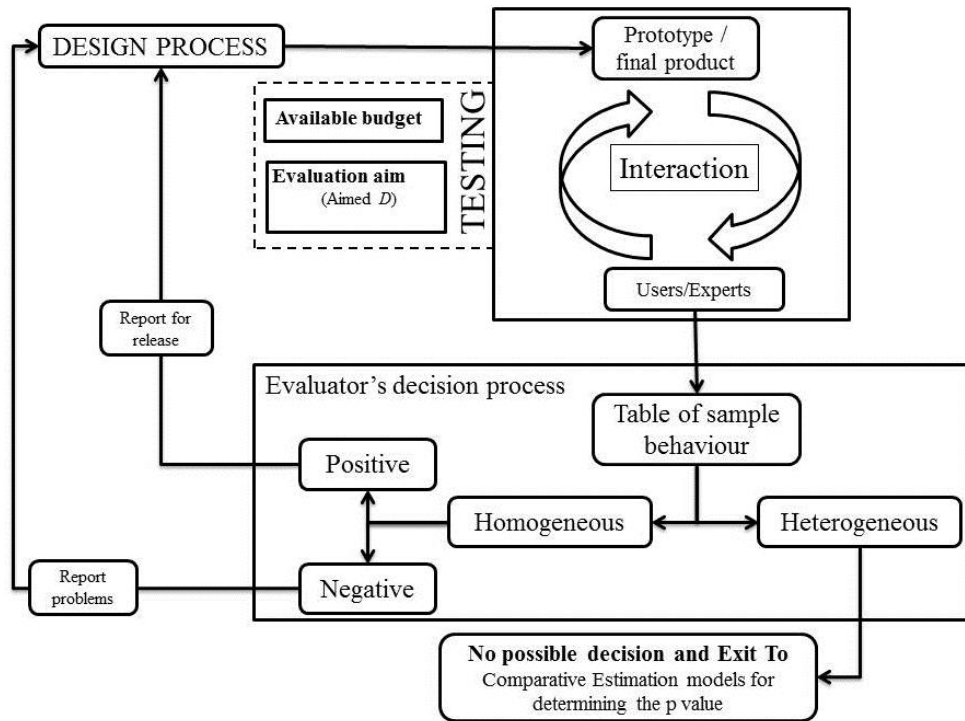 DESIGN PROCESS
Prototype /
final product
Available budget
Evaluation aim
(Aimed D)
TESTING
Interaction
Users/Experts
Report for
release
Evaluator's decision process
Table of sample
behaviour
Positive
Homogeneous
Heterogeneous
Negative
Report
problems
No possible decision and Exit To
Comparative Estimation models for
determining the p value